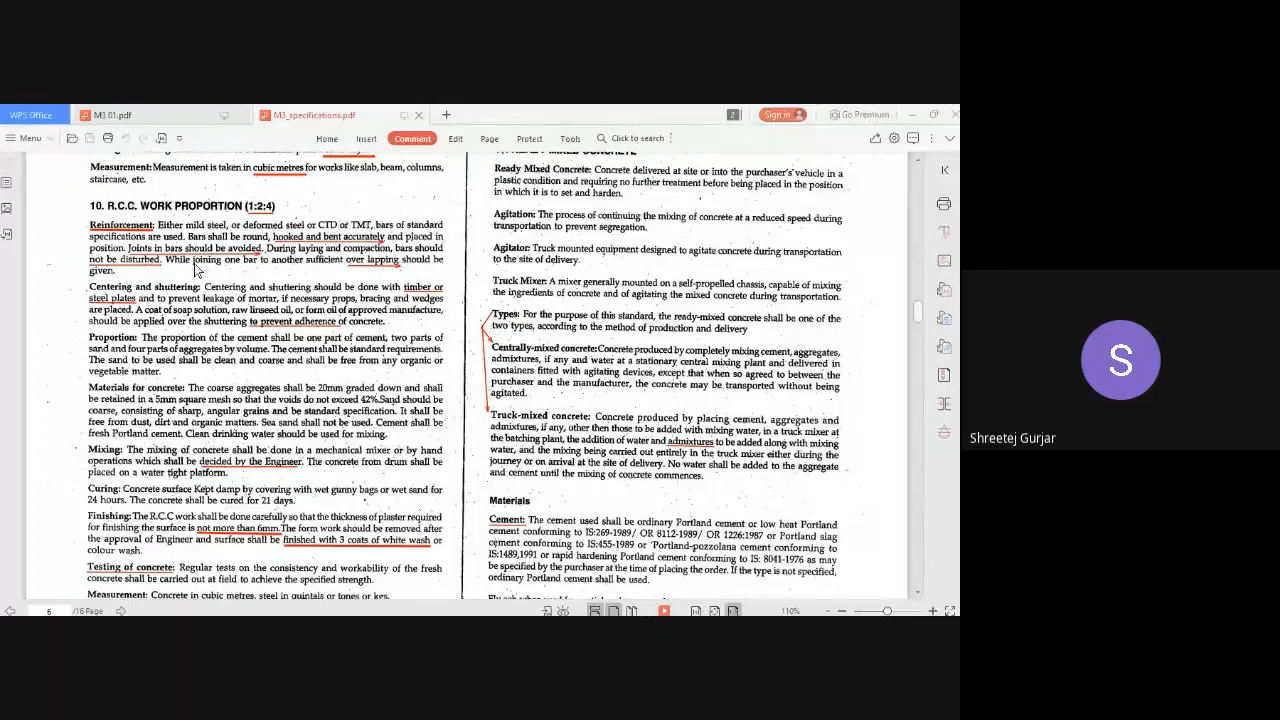 WPS Office
M3 01.pdf
M3_specifications.pdf
2
Sign in
Go Premium
Menu
Home
Insert
Comment
Edit
Page
Protect
Tools
Click to search
Measurement: Measurement is taken in cubic metres for works like slab, beam, columns,
staircase, etc.
10. R.C.C. WORK PROPORTION (1:2:4)
Reinforcement: Either mild steel, or deformed steel or CTD or TMT, bars of standard
specifications are used. Bars shall be round, hooked and bent accurately and placed in
position. Joints in bars should be avoided. During laying and compaction, bars should
not be disturbed. While joining one bar to another sufficient over lapping should be
given.
Centering and shuttering: Centering and shuttering should be done with timber or
steel plates and to prevent leakage of mortar, if necessary props, bracing and wedges
are placed. A coat of soap solution, raw linseed oil, or form oil of approved manufacture,
should be applied over the shuttering to prevent adherence of concrete.
Proportion: The proportion of the cement shall be one part of cement, two parts of
sand and four parts of aggregates by volume. The cement shall be standard requirements.
The sand to be used shall be clean and coarse and shall be free from any organic or
vegetable matter.
Materials for concrete: The coarse aggregates shall be 20mm graded down and shall
be retained in a 5mm square mesh so that the voids do not exceed 42%.Sand should be
coarse, consisting of sharp, angular grains and be standard specification. It shall be
free from dust, dirt and organic matters. Sea sand shall not be used. Cement shall be
fresh Portland cement. Clean drinking water should be used for mixing.
Mixing: The mixing of concrete shall be done in a mechanical mixer or by hand
operations which shall be decided by the Engineer. The concrete from drum shall be
placed on a water tight platform.
Curing: Concrete surface Kept damp by covering with wet gunny bags or wet sand for
24 hours. The concrete shall be cured for 21 days.
Finishing: The R.C.C work shall be done carefully so that the thickness of plaster required
for finishing the surface is not more than 6mm. The form work should be removed after
the approval of Engineer and surface shall be finished with 3 coats of white wash or
colour wash.
Testing of concrete: Regular tests on the consistency and workability of the fresh
concrete shall be carried out at field to achieve the specified strength.
Measurement: Concrete in cubic metres, steel in quintals or tones or kgs.
Ready Mixed Concrete: Concrete delivered at site or into the purchaser's vehicle in a
plastic condition and requiring no further treatment before being placed in the position
in which it is to set and harden.
Agitation: The process of continuing the mixing of concrete at a reduced speed during
transportation to prevent segregation.
Agitator: Truck mounted equipment designed to agitate concrete during transportation
to the site of delivery.
Truck Mixer: A mixer generally mounted on a self-propelled chassis, capable of mixing
the ingredients of concrete and of agitating the mixed concrete during transportation.
Types: For the purpose of this standard, the ready-mixed concrete shall be one of the
two types, according to the method of production and delivery
Centrally-mixed concrete: Concrete produced by completely mixing cement, aggregates,
admixtures, if any and water at a stationary central mixing plant and delivered in
containers fitted with agitating devices, except that when so agreed to between the
purchaser and the manufacturer, the concrete may be transported without being
agitated.
Truck-mixed concrete: Concrete produced by placing cement, aggregates and
admixtures, if any, other then those to be added with mixing water, in a truck mixer at
the batching plant, the addition of water and admixtures to be added along with mixing
water, and the mixing being carried out entirely in the truck mixer either during the
journey or on arrival at the site of delivery. No water shall be added to the aggregate
and cement until the mixing of concrete commences.
Materials
Cement: The cement used shall be ordinary Portland cement or low heat Portland
cement conforming to IS:269-1989/ OR 8112-1989/ OR 1226:1987 or Portland slag
cement conforming to IS:455-1989 or 'Portland-pozzolana cement conforming to
IS:1489,1991 or rapid hardening Portland cement conforming to IS: 8041-1976 as may
be specified by the purchaser at the time of placing the order. If the type is not specified,
ordinary Portland cement shall be used.
6
/16 Page
110%
S
Shreetej Gurjar